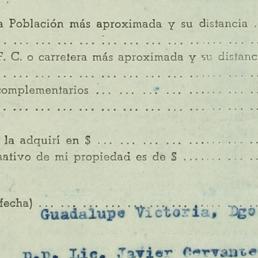 a Población más aproximada y su distancia ..
. . . . . . . . . . . . . . . . . . . . . . . . . . . . . .
F. C. o carretera más aproximada y su distanc
. . . . . . . . . . . . . . . . . . . . . . . . . . . . . .
complementarios . . . . . . . . . . . . . . .
. . . . . . . . . . . . . . . . . . . . . . . . . . . . . .
la adquirí en $ . . . . . . . . . . . . . . .
ativo de mi propiedad es de $ . . . . . . . .
fecha) . . . . . . . . . . . . . . . . . . . .
Guadalupe Victoria, Dgo
p.p. Lic. Javier Cervante